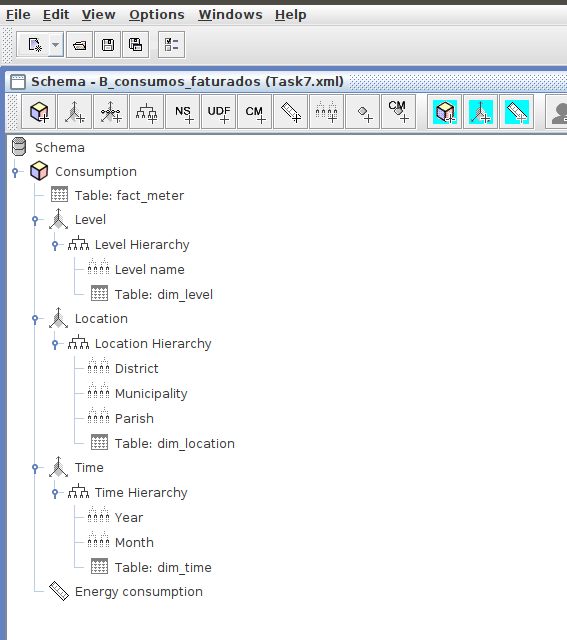 File Edit View Options Windows Help
Schema - B_consumos_faturados (Task7.xml)
NS UDF CM CM
Schema
Consumption
Table: fact_meter
Level
Level Hierarchy
Level name
Table: dim_level
Location
Location Hierarchy
District
Municipality
Parish
Table: dim_location
Time
Time Hierarchy
Year
Month
Table: dim_time
Energy consumption